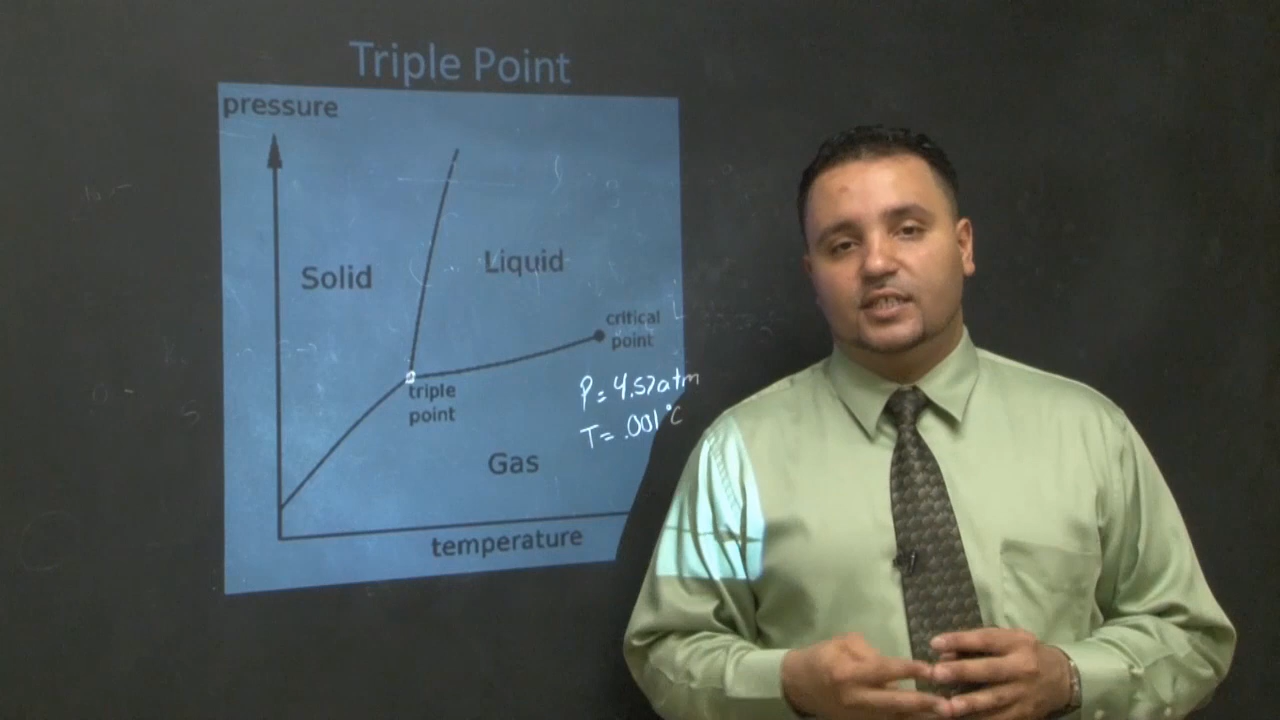 Triple Point
pressure
Solid
Liquid
critical
point
triple
point
P = 4.57atm
T = .001°C
Gas
temperature